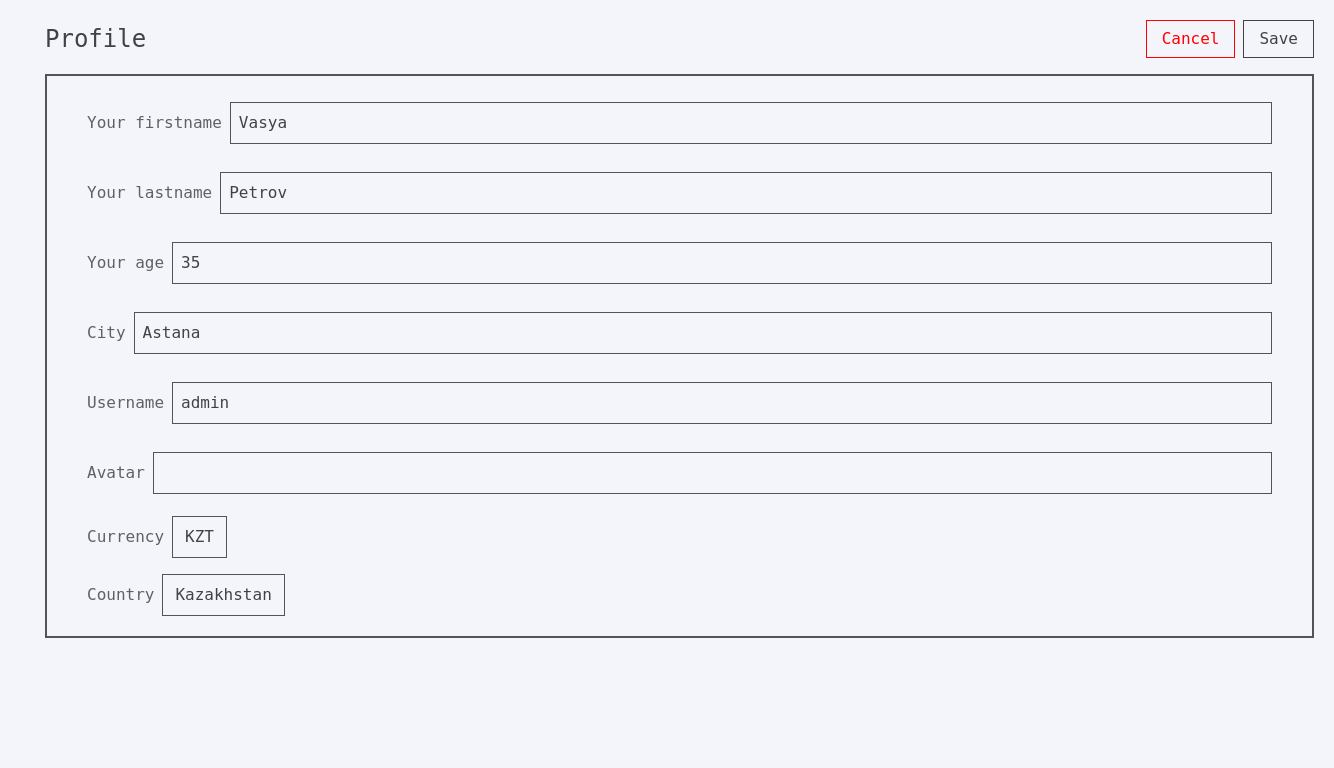 Profile Cancel Save
Your firstname Vasya
Your lastname Petrov
Your age 35
City Astana
Username admin
Avatar
Currency KZT
Country Kazakhstan